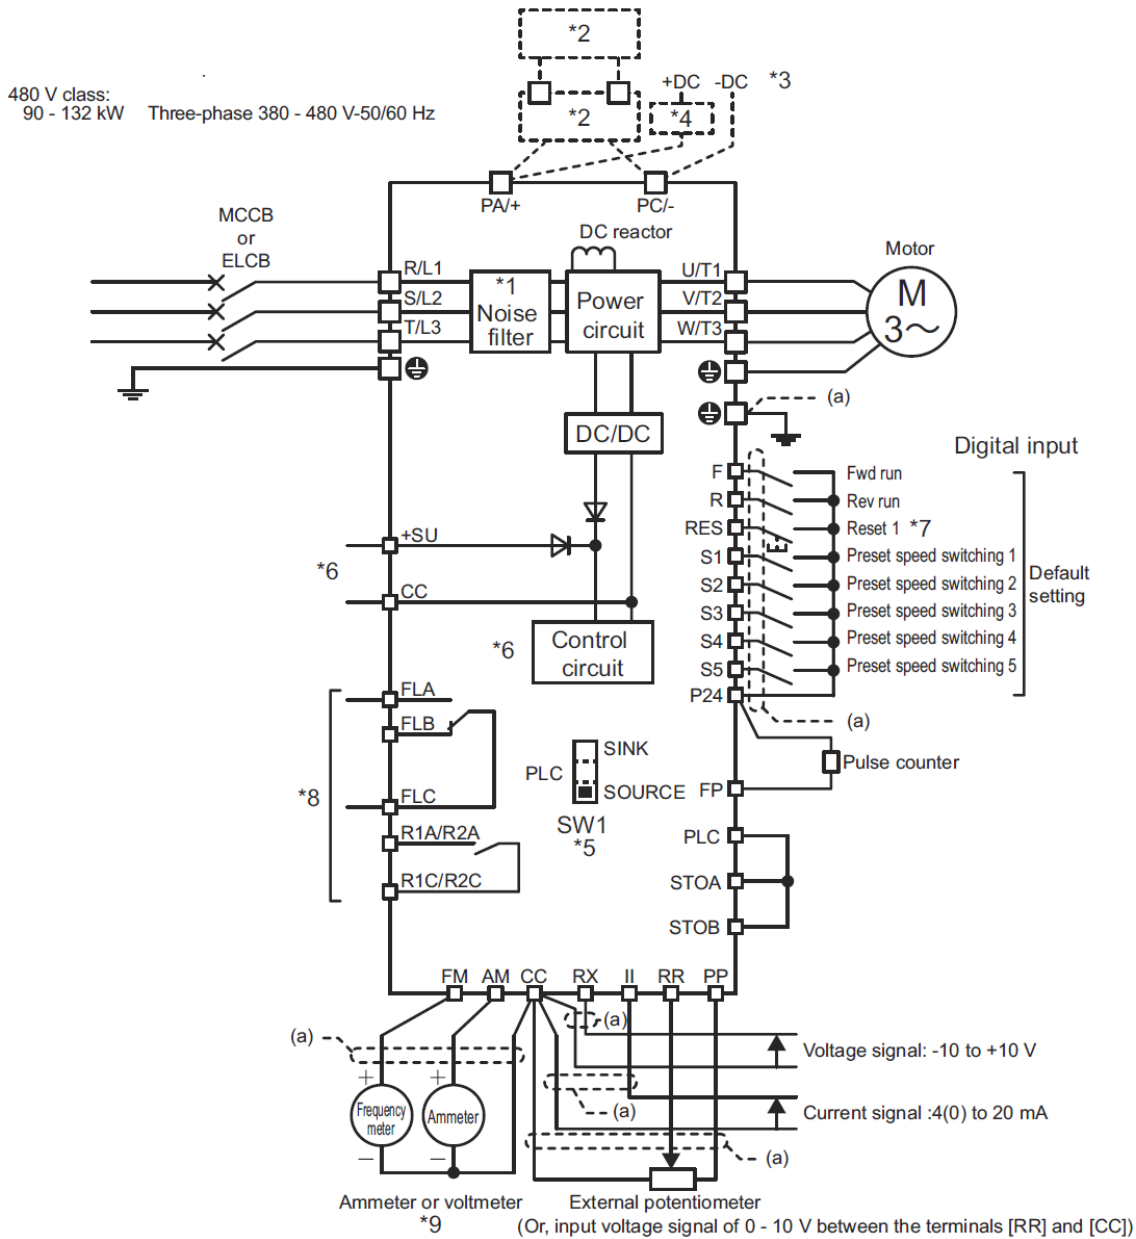 *2
480 V class:
90 - 132 kW Three-phase 380 - 480 V-50/60 Hz
*2
+DC -DC *3
*4
PA/+ PC/-
MCCB
or
ELCB
DC reactor
Motor
R/L1
S/L2
T/L3
*1
Noise
filter
Power
circuit
U/T1
V/T2
W/T3
M
3～
(a)
DC/DC
Digital input
F Fwd run
R Rev run
RES Reset 1 *7
S1 Preset speed switching 1
S2 Preset speed switching 2
S3 Preset speed switching 3
S4 Preset speed switching 4
S5 Preset speed switching 5
P24
Default
setting
(a)
+SU
*6
CC
*6
Control
circuit
FLA
FLB
*8
FLC
R1A/R2A
R1C/R2C
SINK
PLC
SOURCE
SW1
*5
Pulse counter
FP
PLC
STOA
STOB
FM AM CC RX II RR PP
(a)
(a)
Voltage signal: -10 to +10 V
+ +
Frequency
meter
Ammeter
– –
(a)
Current signal :4(0) to 20 mA
(a)
Ammeter or voltmeter
*9
External potentiometer
(Or, input voltage signal of 0 - 10 V between the terminals [RR] and [CC])